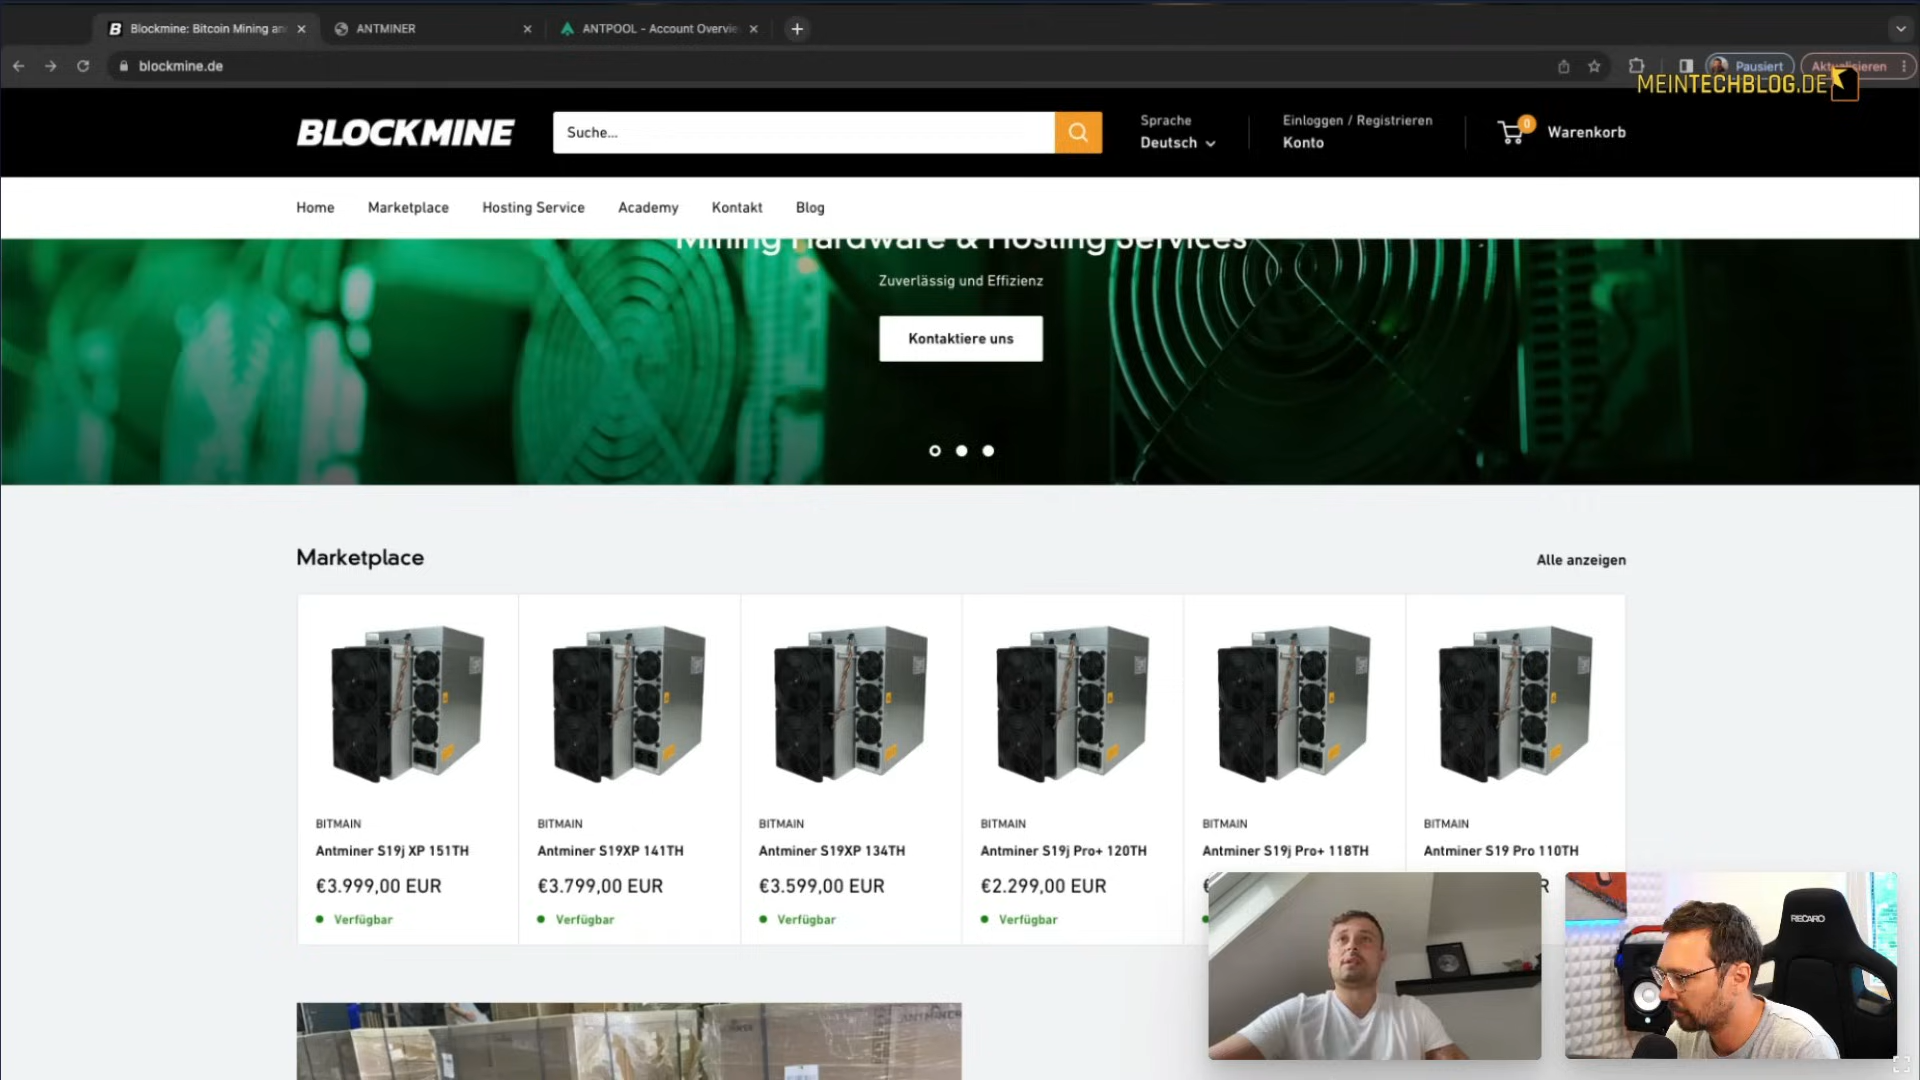 Blockmine: Bitcoin Mining an
ANTMINER
ANTPOOL - Account Overvie
blockmine.de
Pausiert
Aktualisieren
MEINTECHBLOG.DE
BLOCKMINE
Suche...
Sprache
Deutsch
Einloggen / Registrieren
Konto
0
Warenkorb
Home
Marketplace
Hosting Service
Academy
Kontakt
Blog
Mining Hardware & Hosting Services
Zuverlässig und Effizienz
Kontaktiere uns
Marketplace
Alle anzeigen
BITMAIN
Antminer S19j XP 151TH
€3.999,00 EUR
Verfügbar
BITMAIN
Antminer S19XP 141TH
€3.799,00 EUR
Verfügbar
BITMAIN
Antminer S19XP 134TH
€3.599,00 EUR
Verfügbar
BITMAIN
Antminer S19j Pro+ 120TH
€2.299,00 EUR
Verfügbar
BITMAIN
Antminer S19j Pro+ 118TH
BITMAIN
Antminer S19 Pro 110TH
RECARO
ANTMINER